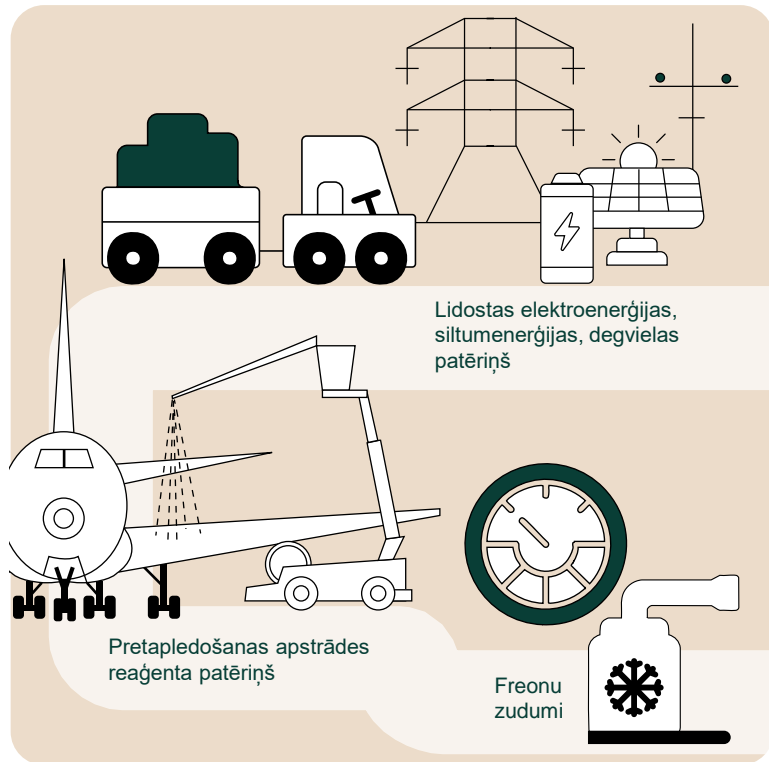 Lidostas elektroenerģijas,
siltumenerģijas, degvielas
patēriņš
Pretapledošanas apstrādes
reaģenta patēriņš
Freonu
zudumi